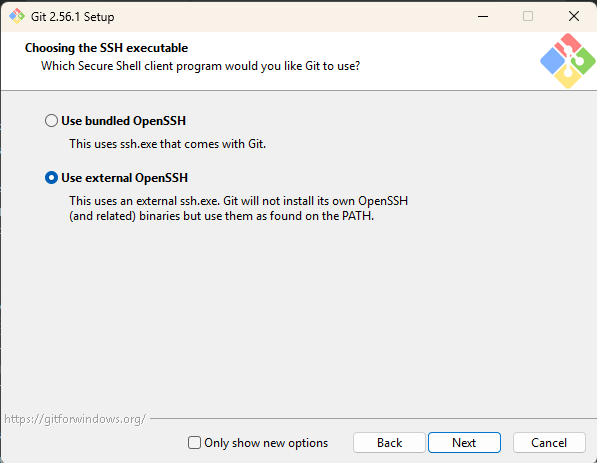 Git 2.56.1 Setup
Choosing the SSH executable
Which Secure Shell client program would you like Git to use?
Use bundled OpenSSH
This uses ssh.exe that comes with Git.
Use external OpenSSH
This uses an external ssh.exe. Git will not install its own OpenSSH
(and related) binaries but use them as found on the PATH.
https://gitforwindows.org/
Only show new options
Back
Next
Cancel